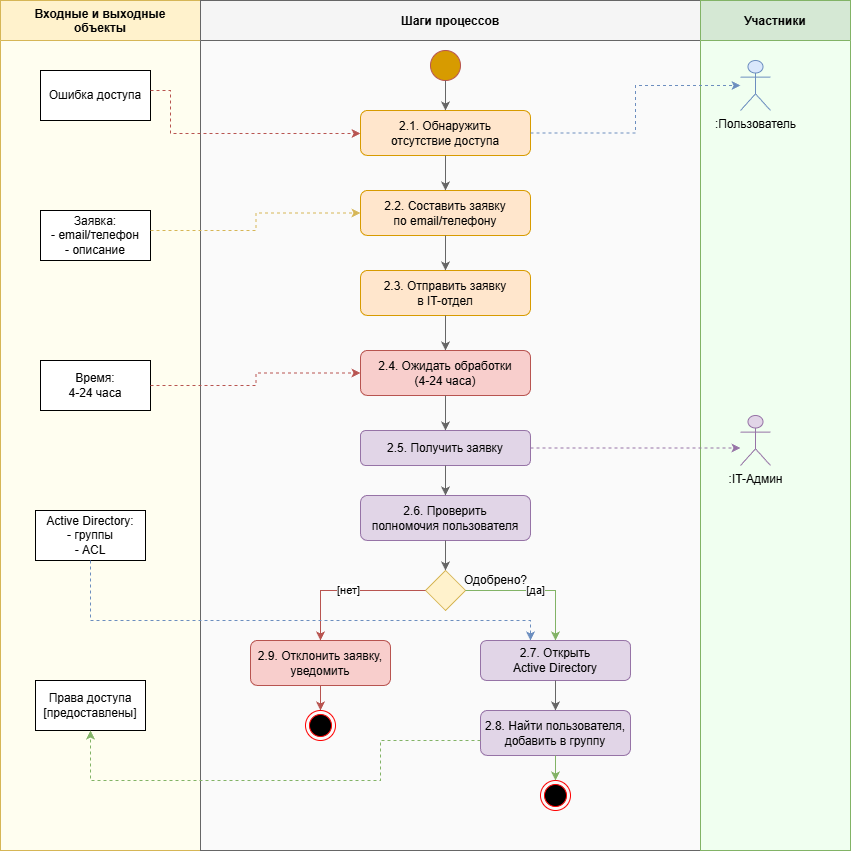 Входные и выходные
объекты
Шаги процессов
Участники
Ошибка доступа
2.1. Обнаружить
отсутствие доступа
:Пользователь
Заявка:
- email/телефон
- описание
2.2. Составить заявку
по email/телефону
2.3. Отправить заявку
в IT-отдел
Время:
4-24 часа
2.4. Ожидать обработки
(4-24 часа)
2.5. Получить заявку
:IT-Админ
Active Directory:
- группы
- ACL
2.6. Проверить
полномочия пользователя
Одобрено?
[нет]
[да]
2.9. Отклонить заявку,
уведомить
2.7. Открыть
Active Directory
Права доступа
[предоставлены]
2.8. Найти пользователя,
добавить в группу